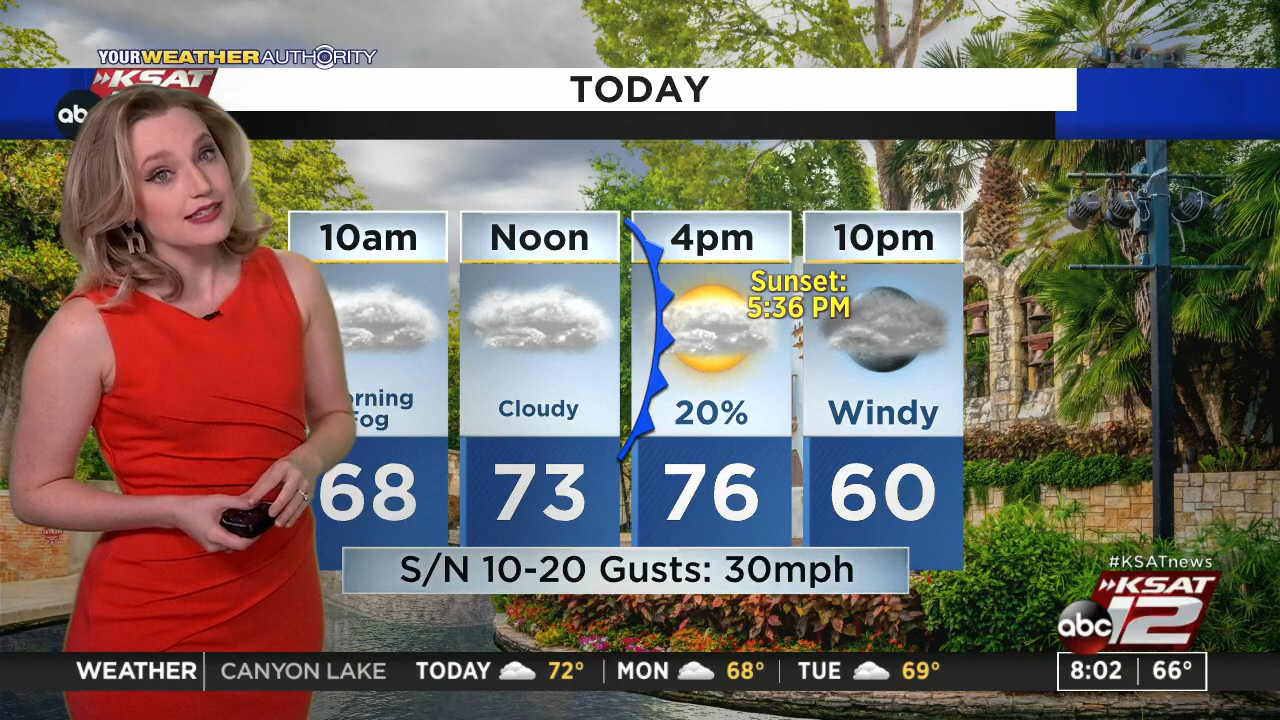 YOURWEATHERAUTHORITY
KSAT
TODAY
10am
Noon
4pm
10pm
Sunset:
5:36 PM
Fog
Cloudy
20%
Windy
68
73
76
60
S/N 10-20 Gusts: 30mph
#KSATnews
KSAT
12
abc
WEATHER CANYON LAKE TODAY 72° MON 68° TUE 69° 8:02 66°